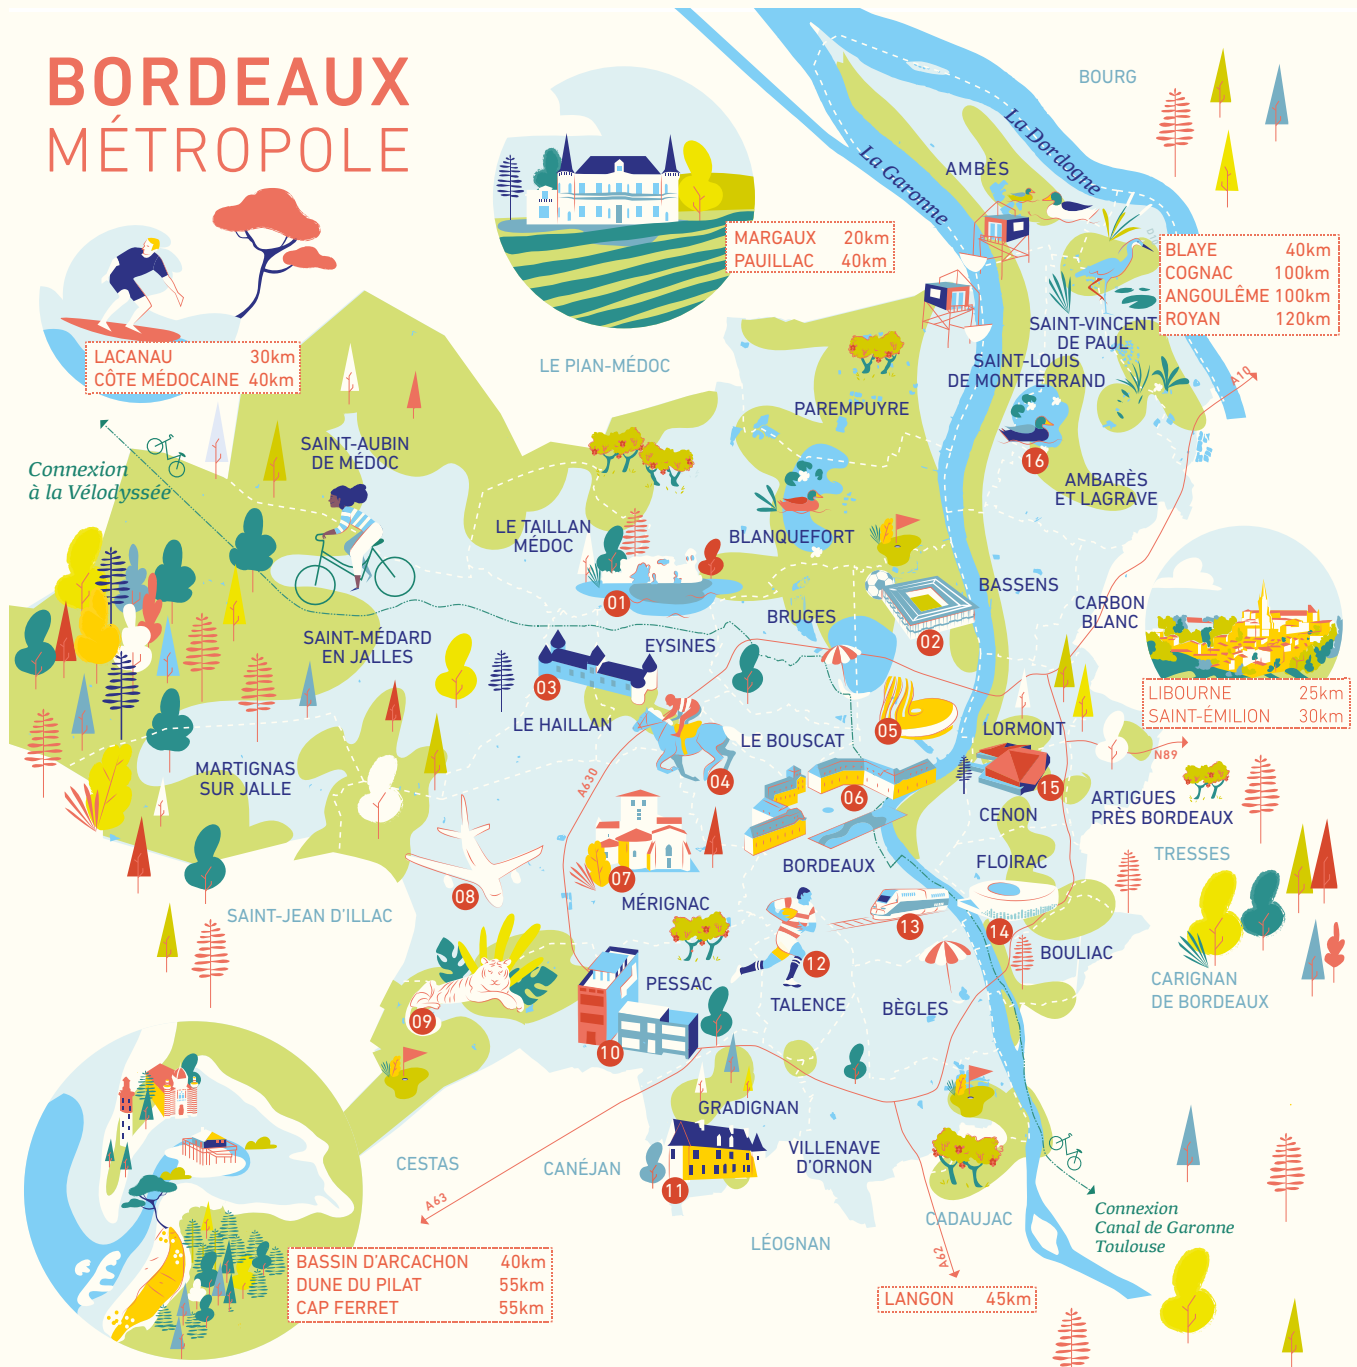 BORDEAUX
MÉTROPOLE
BOURG
La Dordogne
La Garonne
AMBÈS
MARGAUX 20km
PAUILLAC 40km
BLAYE 40km
COGNAC 100km
ANGOULÊME 100km
ROYAN 120km
LACANAU 30km
CÔTE MÉDOCAINE 40km
LE PIAN-MÉDOC
SAINT-VINCENT
DE PAUL
SAINT-LOUIS
DE MONTFERRAND
A10
PAREMPUYRE
SAINT-AUBIN
DE MÉDOC
Connexion
à la Vélodyssée
16
AMBARÈS
ET LAGRAVE
LE TAILLAN
MÉDOC
BLANQUEFORT
BASSENS
01
BRUGES
CARBON
BLANC
02
SAINT-MÉDARD
EN JALLES
EYSINES
03
LIBOURNE 25km
SAINT-ÉMILION 30km
LE HAILLAN
LE BOUSCAT
05
LORMONT
N89
MARTIGNAS
SUR JALLE
A630
04
06
15
CENON
ARTIGUES
PRÈS BORDEAUX
TRESSES
BORDEAUX
FLOIRAC
07
08
MÉRIGNAC
SAINT-JEAN D'ILLAC
13
14
BOULIAC
12
PESSAC
TALENCE
BÈGLES
CARIGNAN
DE BORDEAUX
09
10
GRADIGNAN
VILLENAVE
D'ORNON
CESTAS
CANÉJAN
11
A63
CADAUJAC
LÉOGNAN
A62
Connexion
Canal de Garonne
Toulouse
BASSIN D'ARCACHON 40km
DUNE DU PILAT 55km
CAP FERRET 55km
LANGON 45km